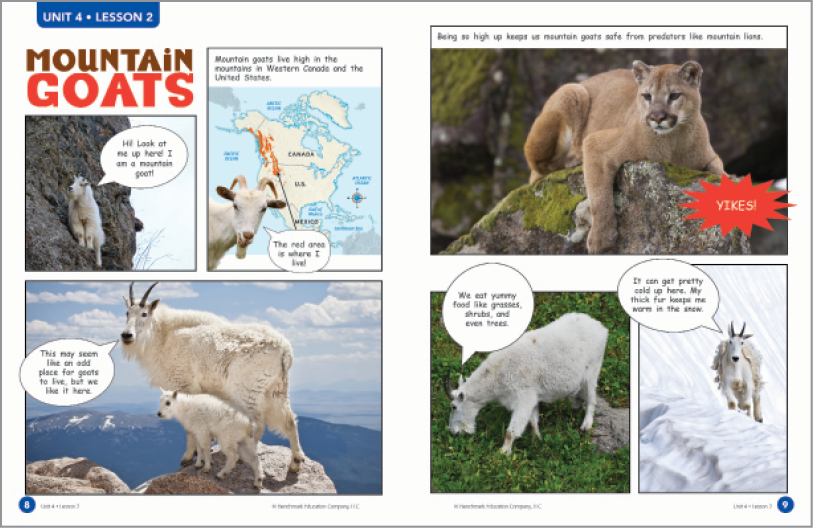 UNIT 4 • LESSON 2
MOUNTAIN
GOATS
Hi! Look at
me up here! I
am a mountain
goat!
Mountain goats live high in the
mountains in Western Canada and the
United States.
ARCTIC
OCEAN
PACIFIC
OCEAN
CANADA
U.S.
ATLANTIC
OCEAN
MEXICO
The red area
is where I
live!
This may seem
like an odd
place for goats
to live, but we
like it here.
8
Unit 4 • Lesson 3
© Benchmark Education Company, LLC
Being so high up keeps us mountain goats safe from predators like mountain lions.
YIKES!
We eat yummy
food like grasses,
shrubs, and
even trees.
It can get pretty
cold up here. My
thick fur keeps me
warm in the snow.
© Benchmark Education Company, LLC
Unit 4 • Lesson 3
9